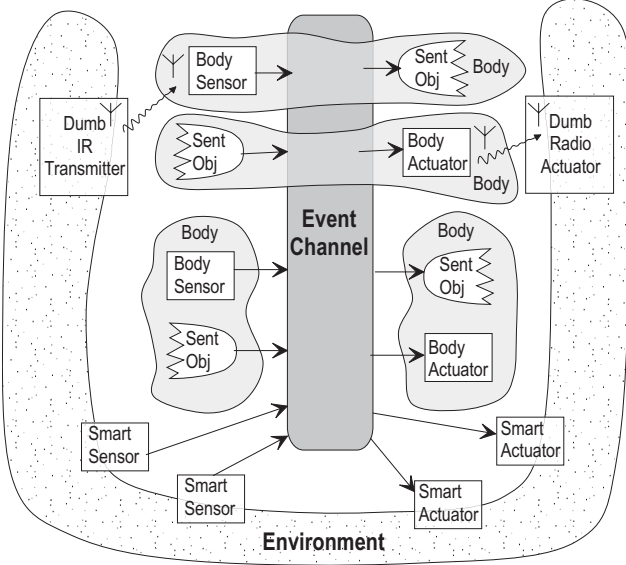 Body
Sensor
Sent
Obj
Body
Dumb
IR
Transmitter
Sent
Obj
Body
Actuator
Body
Dumb
Radio
Actuator
Event
Channel
Body
Body
Sensor
Sent
Obj
Body
Sent
Obj
Body
Actuator
Smart
Sensor
Smart
Sensor
Smart
Actuator
Smart
Actuator
Environment